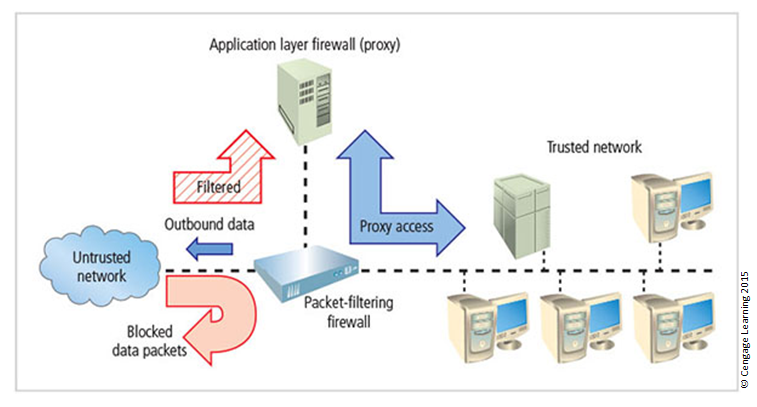 Application layer firewall (proxy)
Trusted network
Filtered
Outbound data
Proxy access
Untrusted
network
Packet-filtering
firewall
Blocked
data packets
© Cengage Learning 2015